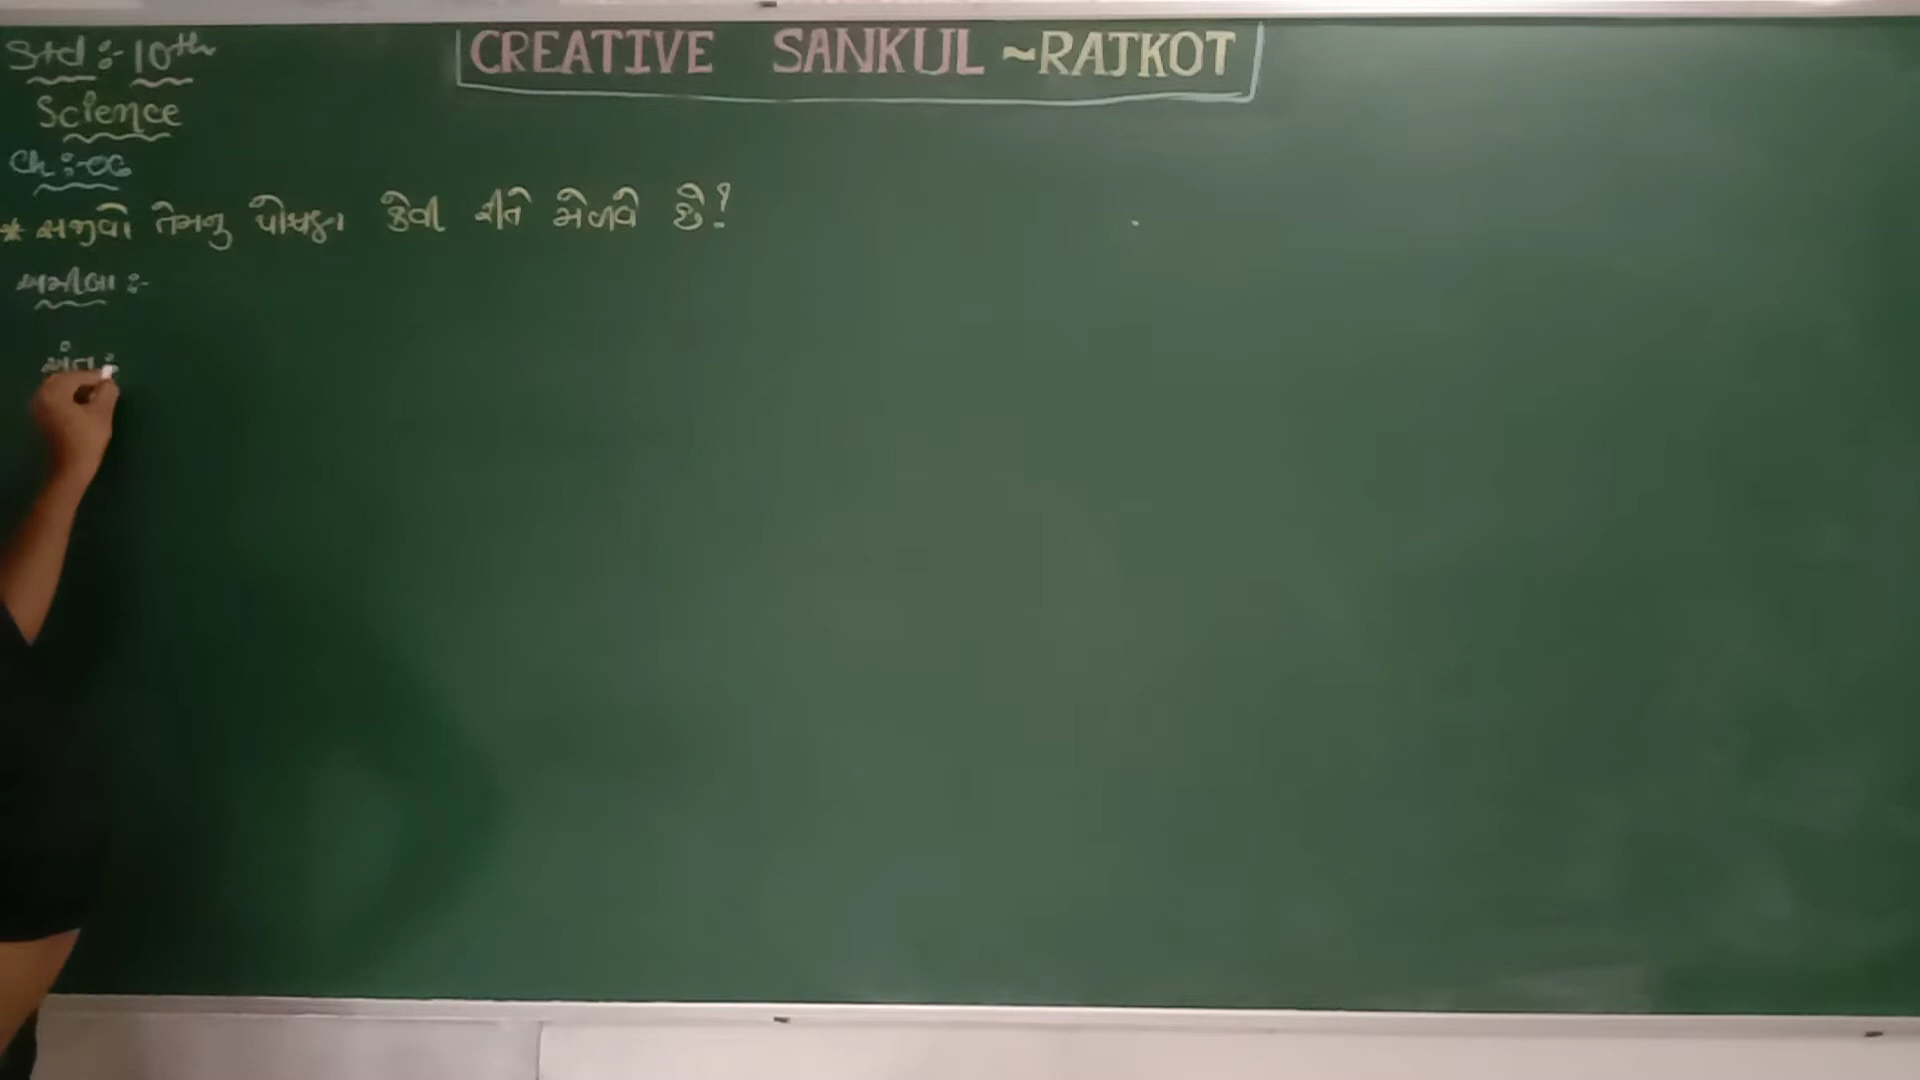 CREATIVE SANKUL ~RAJKOT
Std :- 10th
Science
Ch :- 06
* સજીવો તેમનુ પોષણ કેવી રીતે મેળવે છે?
અમીબા :-
અંતઃ